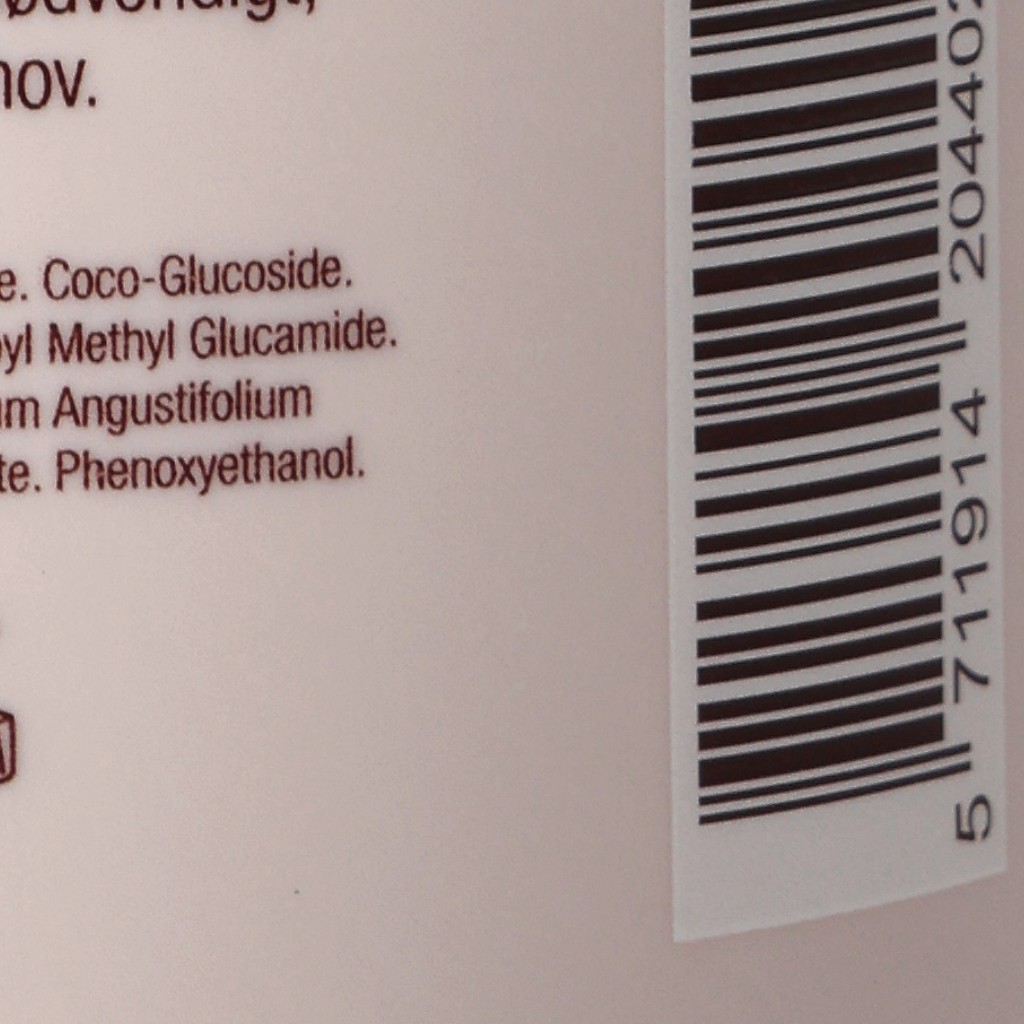 nov.
e. Coco-Glucoside.
yl Methyl Glucamide.
m Angustifolium
te. Phenoxyethanol.
5 711914 204402